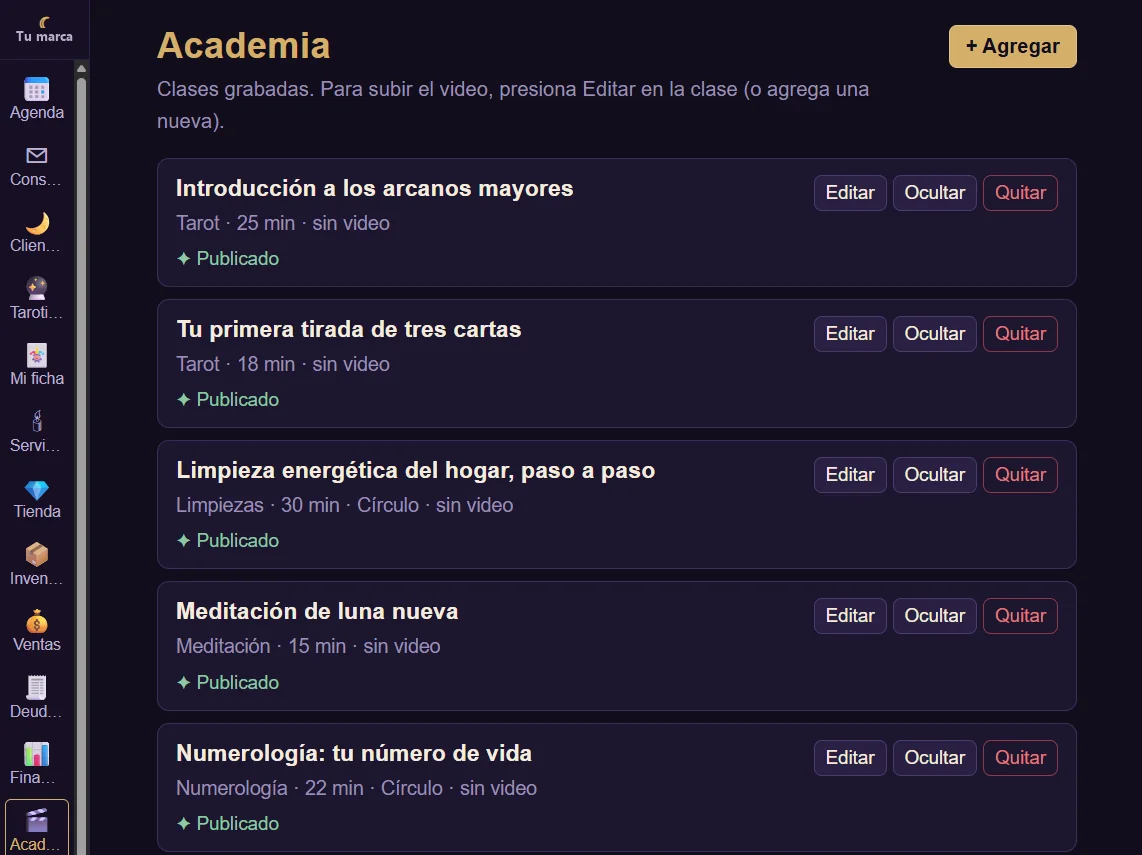 Tu marca
Agenda
Cons…
Clien…
Taroti…
Mi ficha
Servi…
Tienda
Inven…
Ventas
Deud…
Fina…
Acad…
Academia
+ Agregar
Clases grabadas. Para subir el video, presiona Editar en la clase (o agrega una
nueva).
Introducción a los arcanos mayores
Editar Ocultar Quitar
Tarot · 25 min · sin video
✦ Publicado
Tu primera tirada de tres cartas
Editar Ocultar Quitar
Tarot · 18 min · sin video
✦ Publicado
Limpieza energética del hogar, paso a paso
Editar Ocultar Quitar
Limpiezas · 30 min · Círculo · sin video
✦ Publicado
Meditación de luna nueva
Editar Ocultar Quitar
Meditación · 15 min · sin video
✦ Publicado
Numerología: tu número de vida
Editar Ocultar Quitar
Numerología · 22 min · Círculo · sin video
✦ Publicado